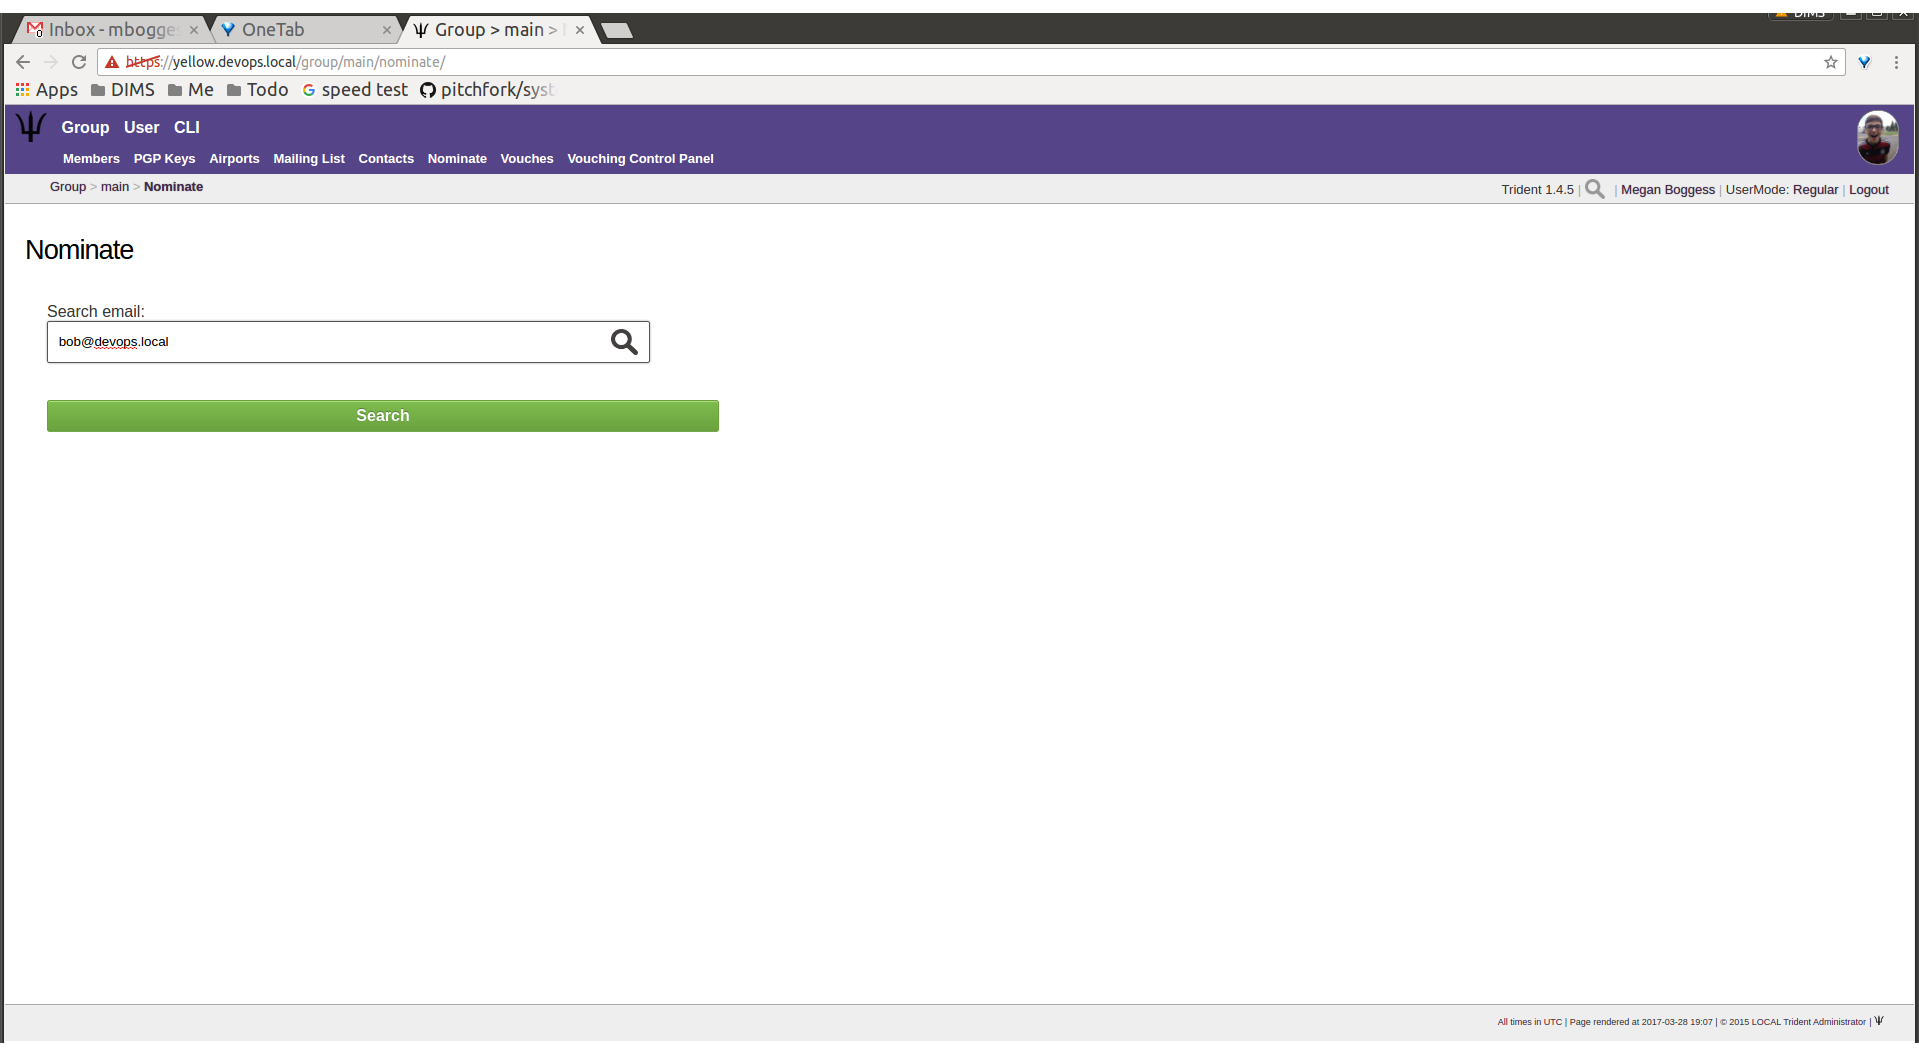 DIMS
Inbox - mbogges
OneTab
Group > main >
https://yellow.devops.local/group/main/nominate/
Apps DIMS Me Todo speed test pitchfork/syst
Group User CLI
Members PGP Keys Airports Mailing List Contacts Nominate Vouches Vouching Control Panel
Group > main > Nominate
Trident 1.4.5 | | Megan Boggess | UserMode: Regular | Logout
Nominate
Search email:
bob@devops.local
Search
All times in UTC | Page rendered at 2017-03-28 19:07 | © 2015 LOCAL Trident Administrator |